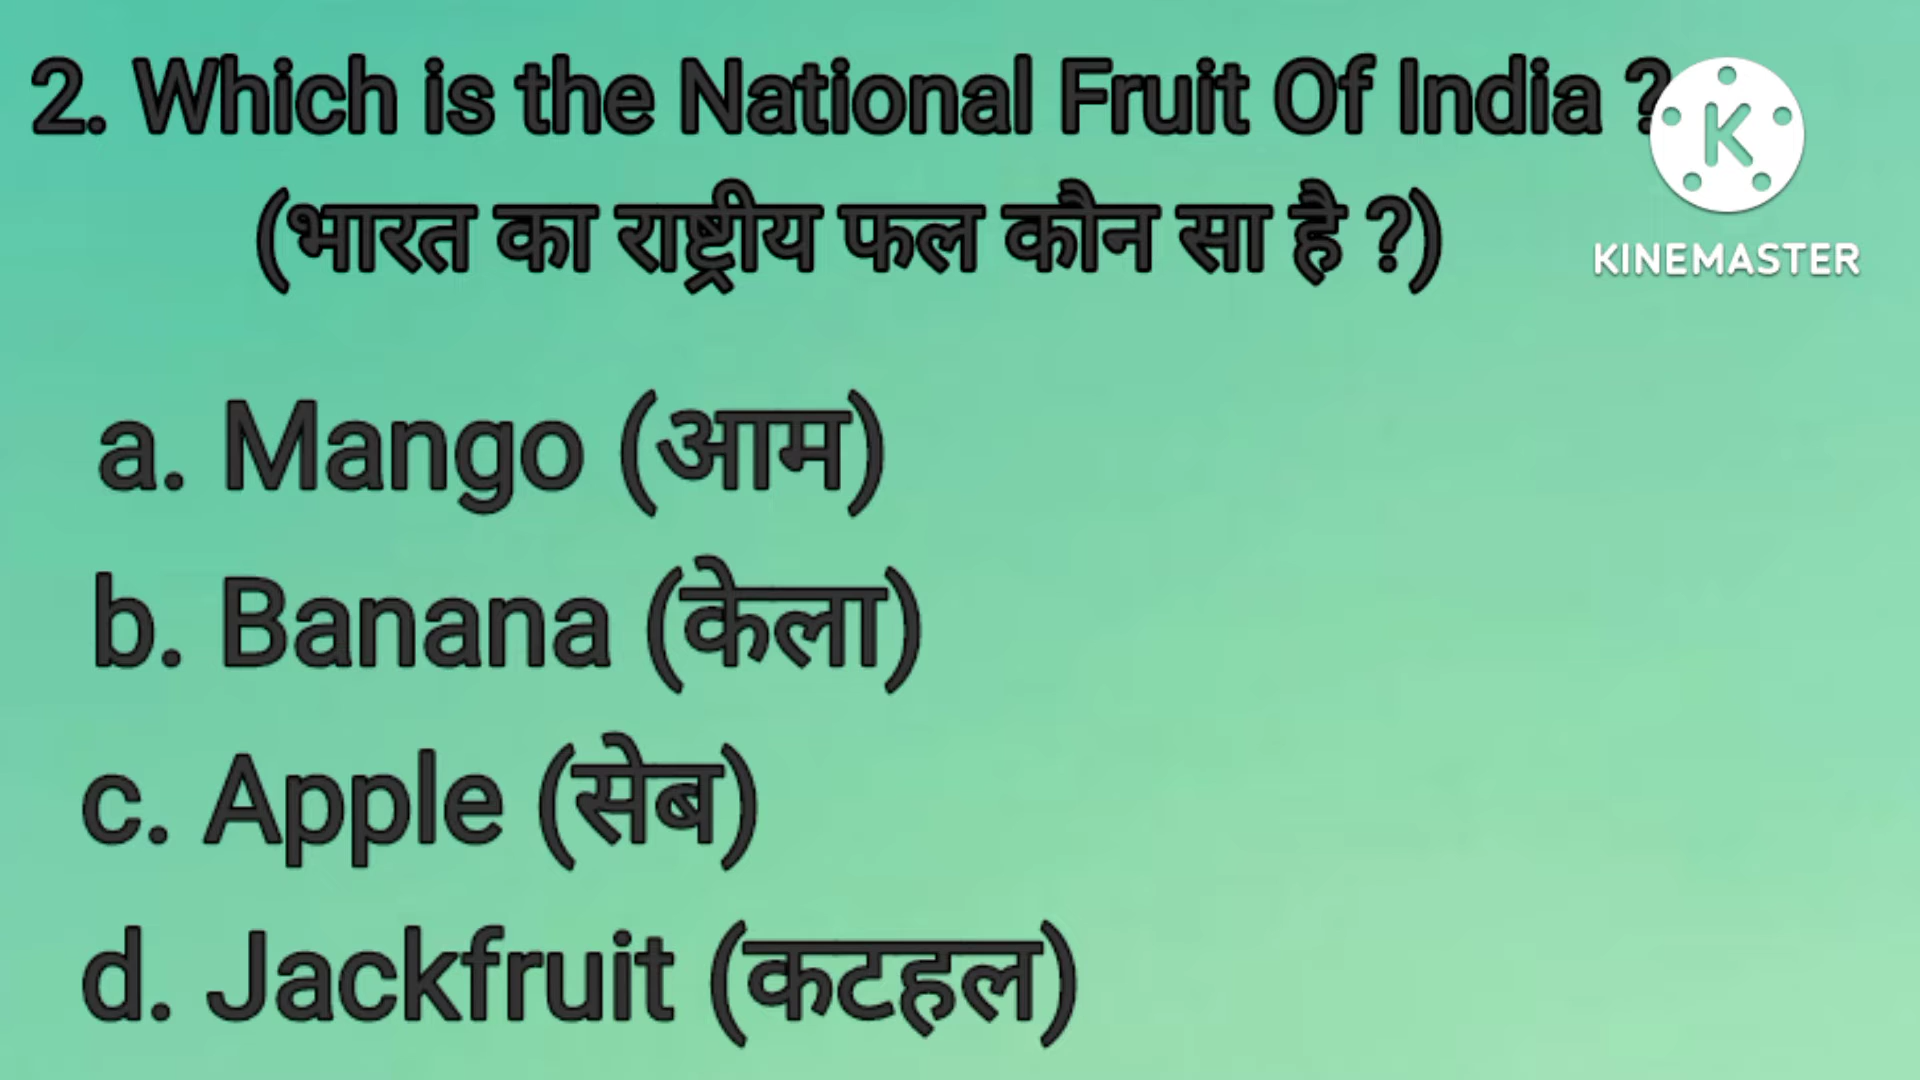 2. Which is the National Fruit Of India ?
(भारत का राष्ट्रीय फल कौन सा है ?)
KINEMASTER
a. Mango (आम)
b. Banana (केला)
c. Apple (सेब)
d. Jackfruit (कटहल)